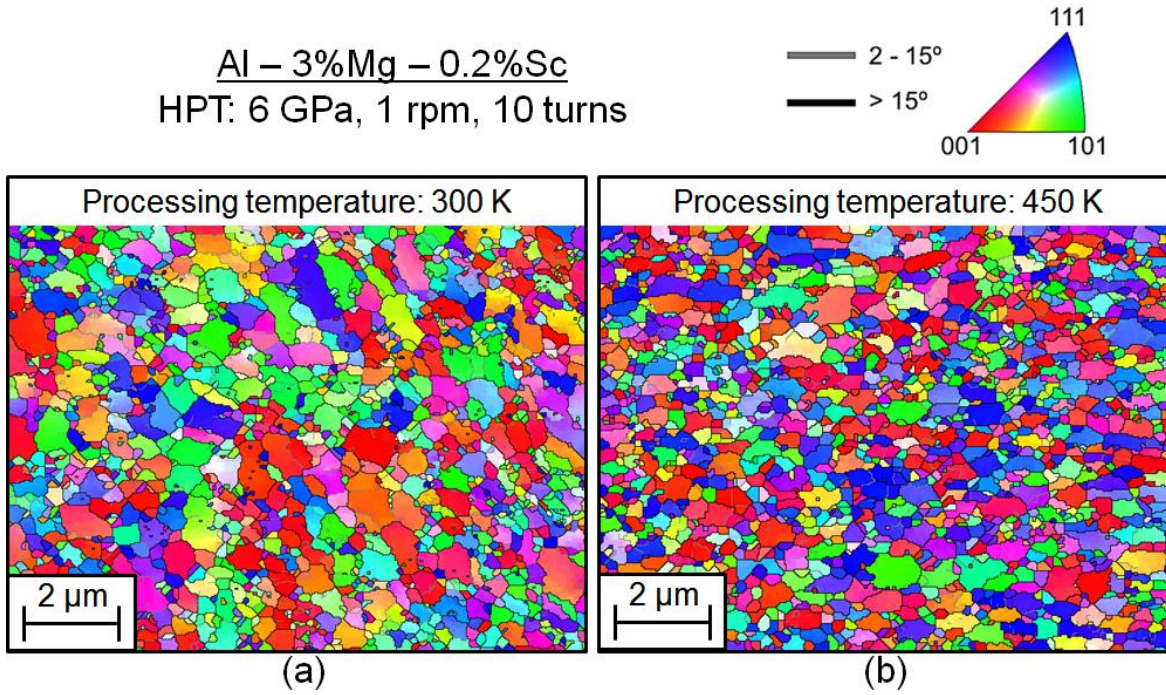 Al – 3%Mg – 0.2%Sc
HPT: 6 GPa, 1 rpm, 10 turns
2 - 15º
> 15º
111
001
101
Processing temperature: 300 K
Processing temperature: 450 K
2 µm
2 µm
(a)
(b)